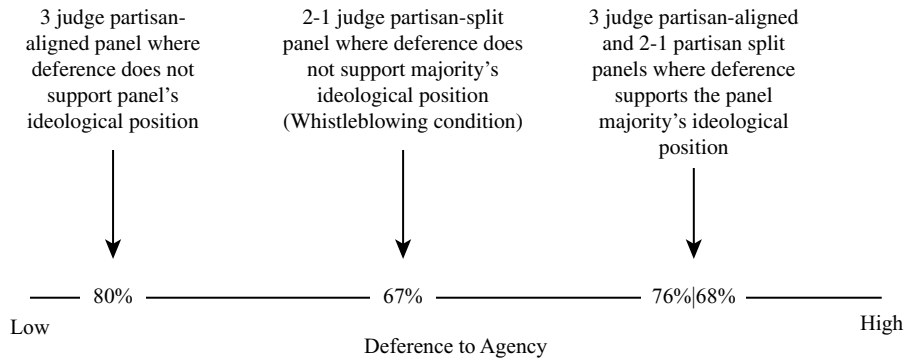 3 judge partisan-
aligned panel where
deference does not
support panel's
ideological position
2-1 judge partisan-split
panel where deference does
not support majority's
ideological position
(Whistleblowing condition)
3 judge partisan-aligned
and 2-1 partisan split
panels where deference
supports the panel
majority's ideological
position
80%
67%
76%|68%
Low
High
Deference to Agency